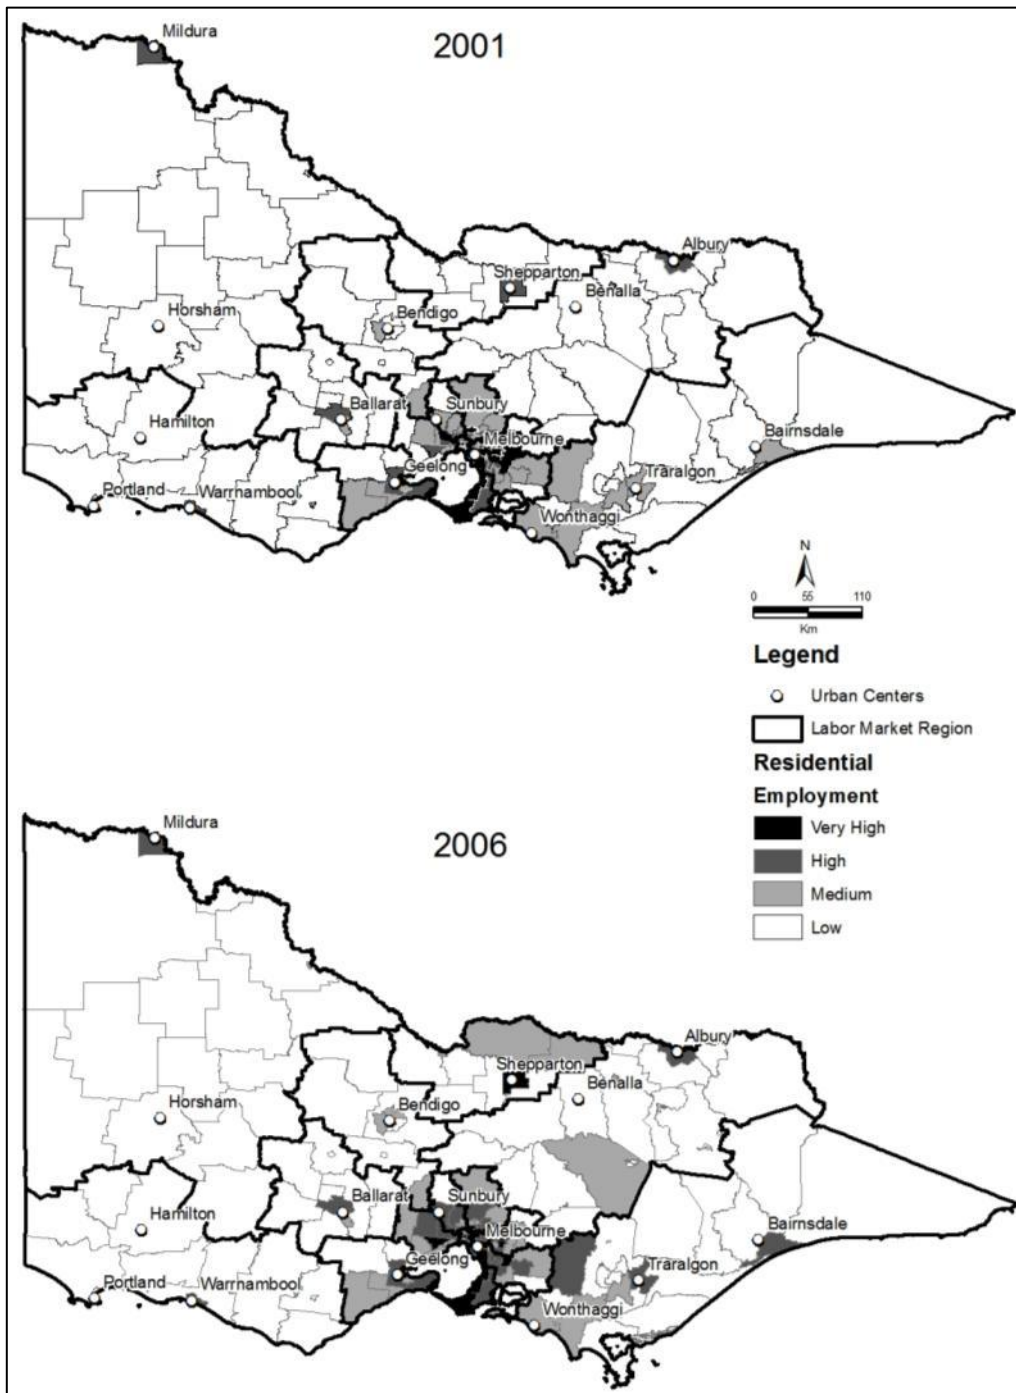 2001
Mildura
Albury
Shepparton
Benalla
Horsham
Bendigo
Ballarat
Sunbury
Hamilton
Melbourne
Bairnsdale
Geelong
Traralgon
Portland
Warrnambool
Wonthaggi
N
0 55 110
Km
Legend
Urban Centers
Labor Market Region
Residential
Employment
Very High
High
Medium
Low
2006
Mildura
Albury
Shepparton
Benalla
Horsham
Bendigo
Ballarat
Sunbury
Hamilton
Melbourne
Bairnsdale
Geelong
Traralgon
Portland
Warrnambool
Wonthaggi